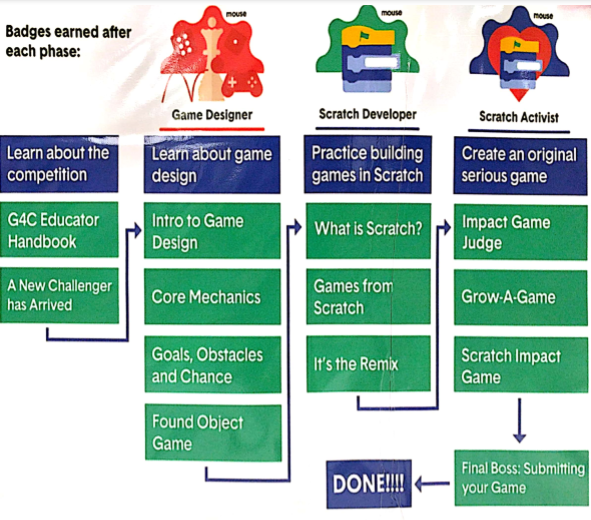 Badges earned after
each phase:
mouse
mouse
mouse
Game Designer
Scratch Developer
Scratch Activist
Learn about the
competition
G4C Educator
Handbook
A New Challenger
has Arrived
Learn about game
design
Intro to Game
Design
Core Mechanics
Goals, Obstacles
and Chance
Found Object
Game
Practice building
games in Scratch
What is Scratch?
Games from
Scratch
It's the Remix
Create an original
serious game
Impact Game
Judge
Grow-A-Game
Scratch Impact
Game
Final Boss: Submitting
your Game
DONE!!!!